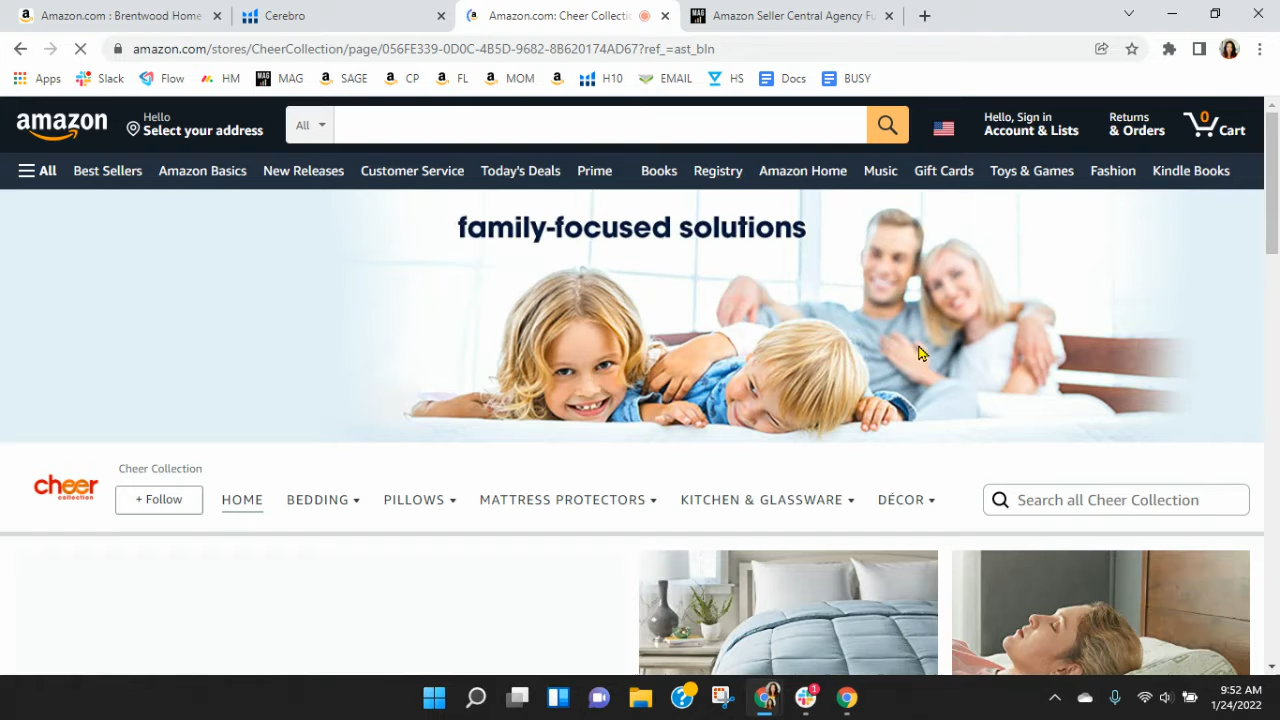 Amazon.com : Brentwood Home
Cerebro
Amazon.com: Cheer Collectio
Amazon Seller Central Agency Fu
amazon.com/stores/CheerCollection/page/056FE339-0D0C-4B5D-9682-8B620174AD67?ref_=ast_bln
Apps Slack Flow HM MAG SAGE CP FL MOM H10 EMAIL HS Docs BUSY
amazon
Hello
Select your address
All
Hello, Sign in
Account & Lists
Returns
& Orders
0
Cart
All Best Sellers Amazon Basics New Releases Customer Service Today's Deals Prime Books Registry Amazon Home Music Gift Cards Toys & Games Fashion Kindle Books
family-focused solutions
cheer
collection
Cheer Collection
+ Follow
HOME BEDDING PILLOWS MATTRESS PROTECTORS KITCHEN & GLASSWARE DÉCOR
Search all Cheer Collection
1
9:52 AM
1/24/2022